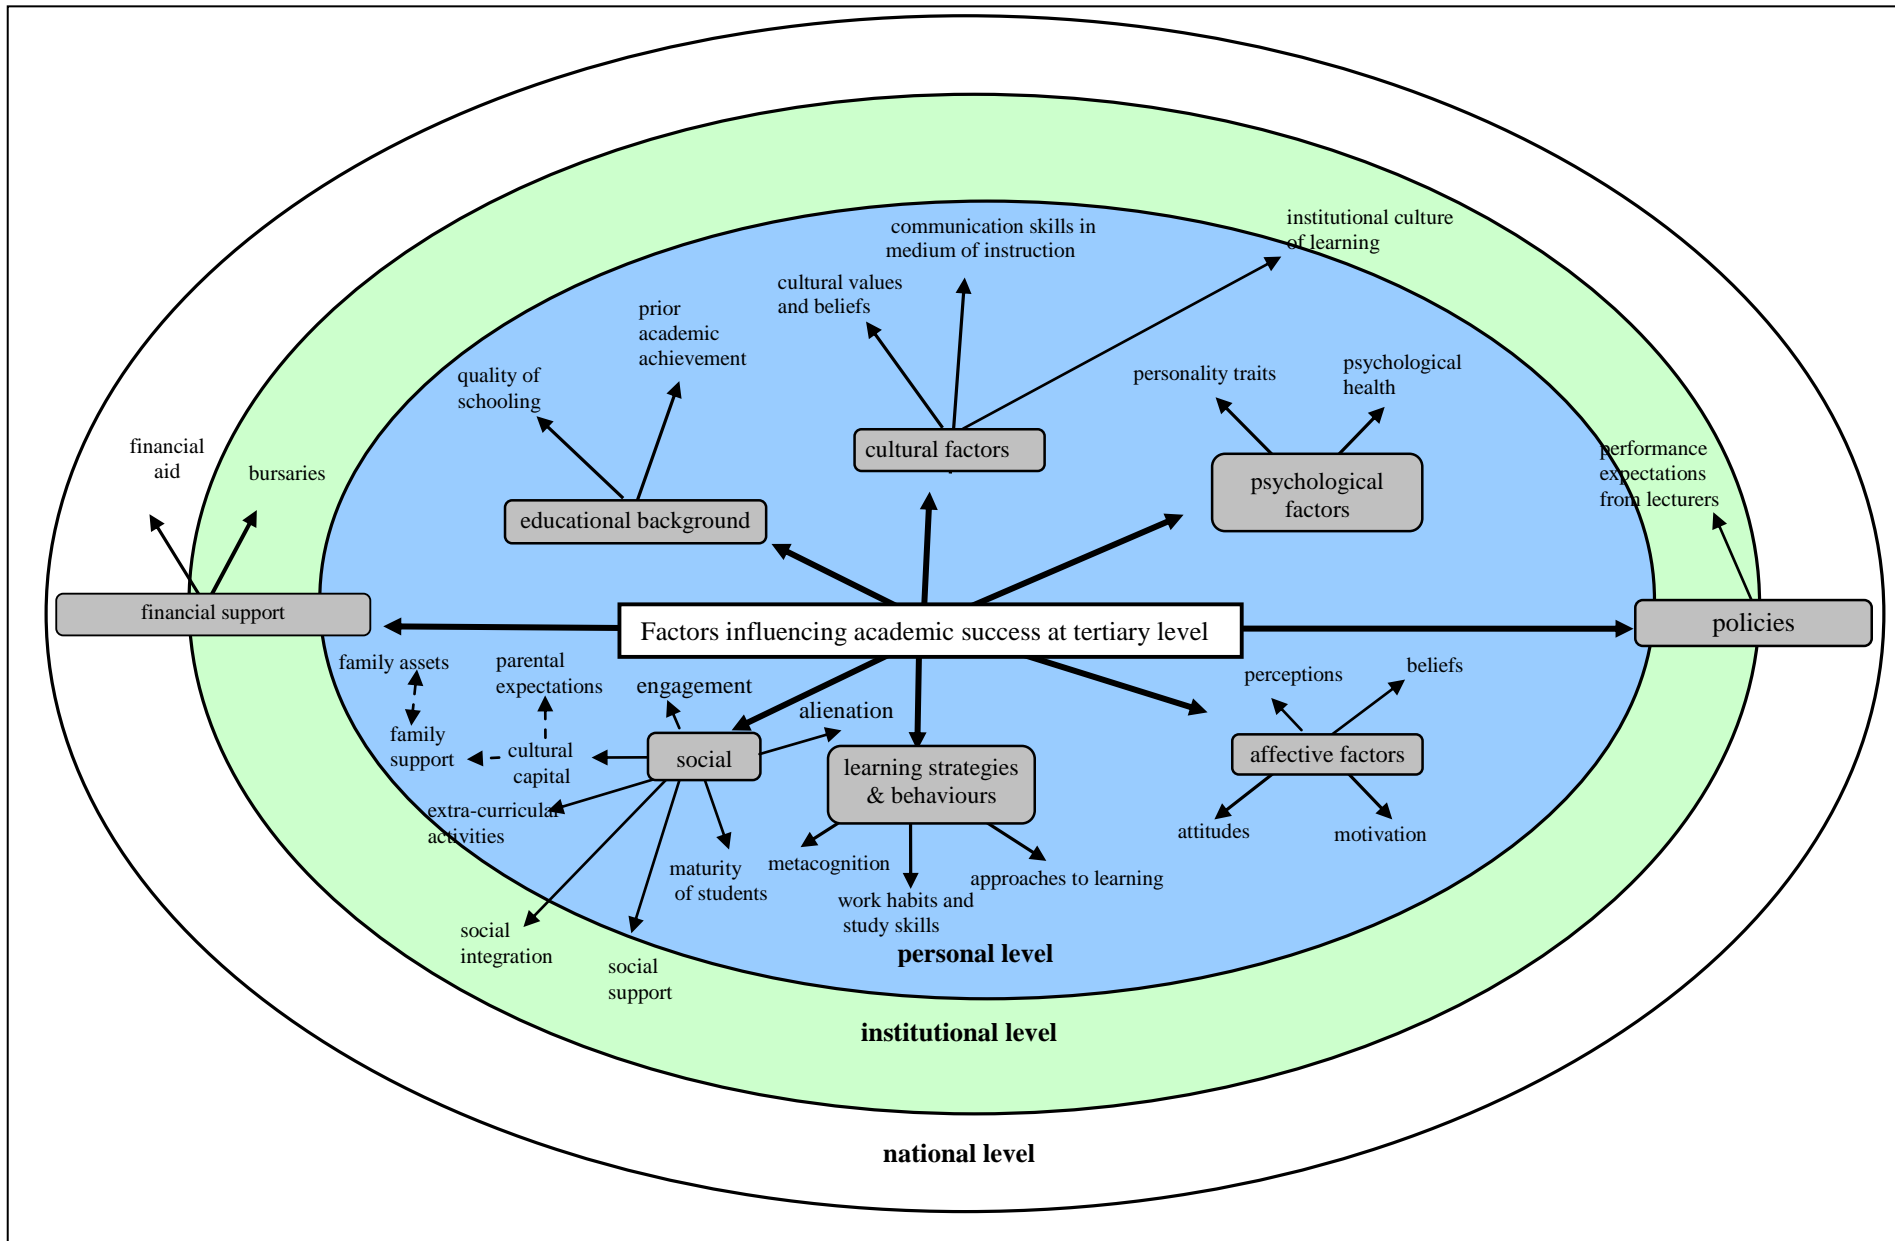 institutional culture
of learning
communication skills in
medium of instruction
cultural values
and beliefs
prior
academic
achievement
quality of
schooling
personality traits
psychological
health
financial
aid
bursaries
cultural factors
performance
expectations
from lecturers
psychological
factors
educational background
financial support
Factors influencing academic success at tertiary level
policies
family assets
parental
expectations
engagement
alienation
perceptions
beliefs
family
support
cultural
capital
social
learning strategies
& behaviours
affective factors
extra-curricular
activities
attitudes
motivation
maturity
of students
metacognition
approaches to learning
work habits and
study skills
social
integration
social
support
personal level
institutional level
national level